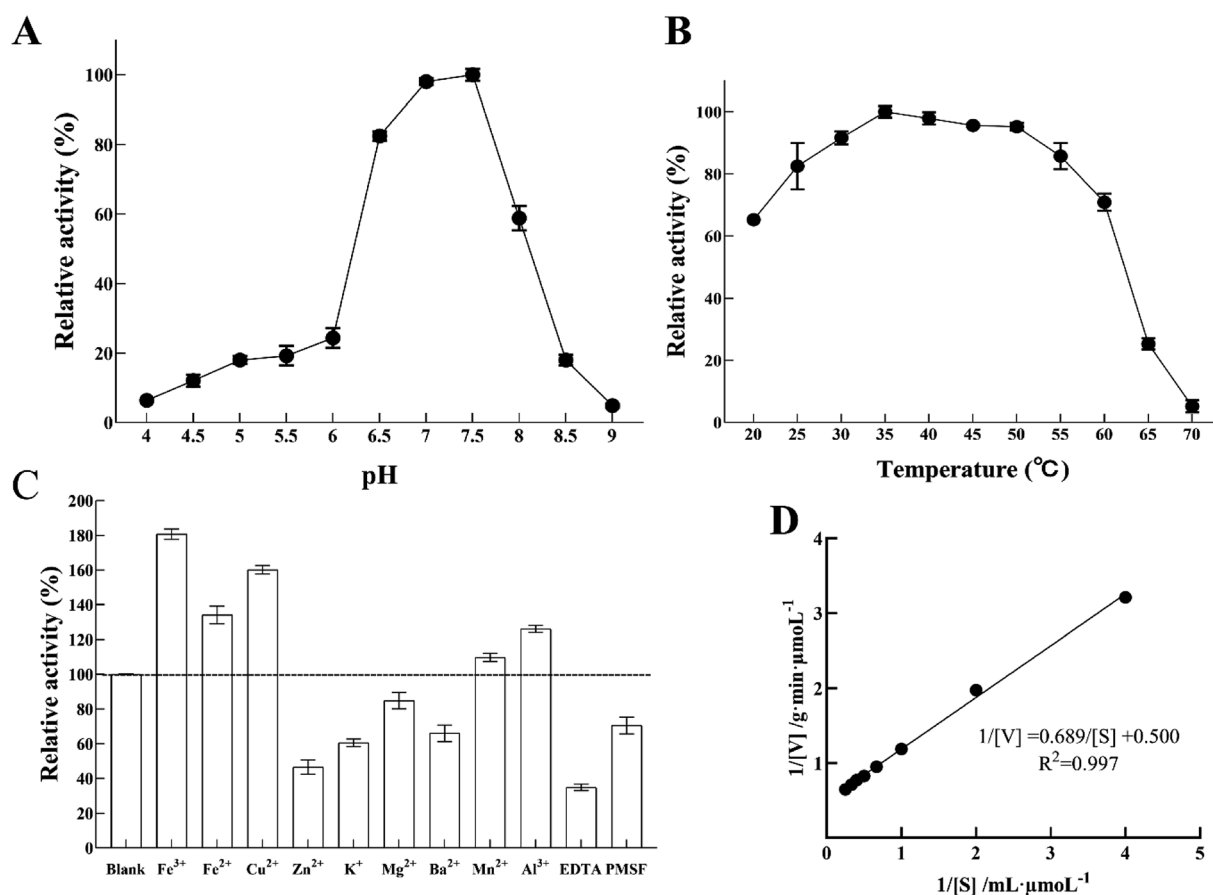 A
Relative activity (%)
100
80
60
40
20
0
4 4.5 5 5.5 6 6.5 7 7.5 8 8.5 9
pH
B
Relative activity (%)
100
80
60
40
20
0
20 25 30 35 40 45 50 55 60 65 70
Temperature (℃)
C
Relative activity (%)
200
180
160
140
120
100
80
60
40
20
0
Blank Fe³⁺ Fe²⁺ Cu²⁺ Zn²⁺ K⁺ Mg²⁺ Ba²⁺ Mn²⁺ Al³⁺ EDTA PMSF
D
1/[V] /g·min·μmoL⁻¹
4
3
2
1
1/[V] =0.689/[S] +0.500
R²=0.997
0 1 2 3 4 5
1/[S] /mL·μmoL⁻¹